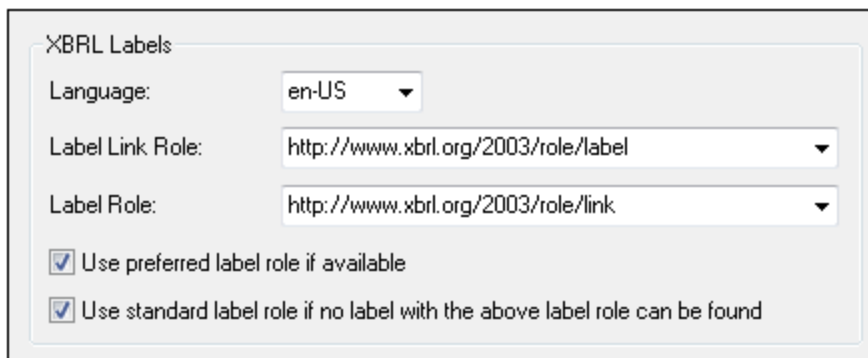 XBRL Labels
Language: en-US
Label Link Role: http://www.xbrl.org/2003/role/label
Label Role: http://www.xbrl.org/2003/role/link
Use preferred label role if available
Use standard label role if no label with the above label role can be found